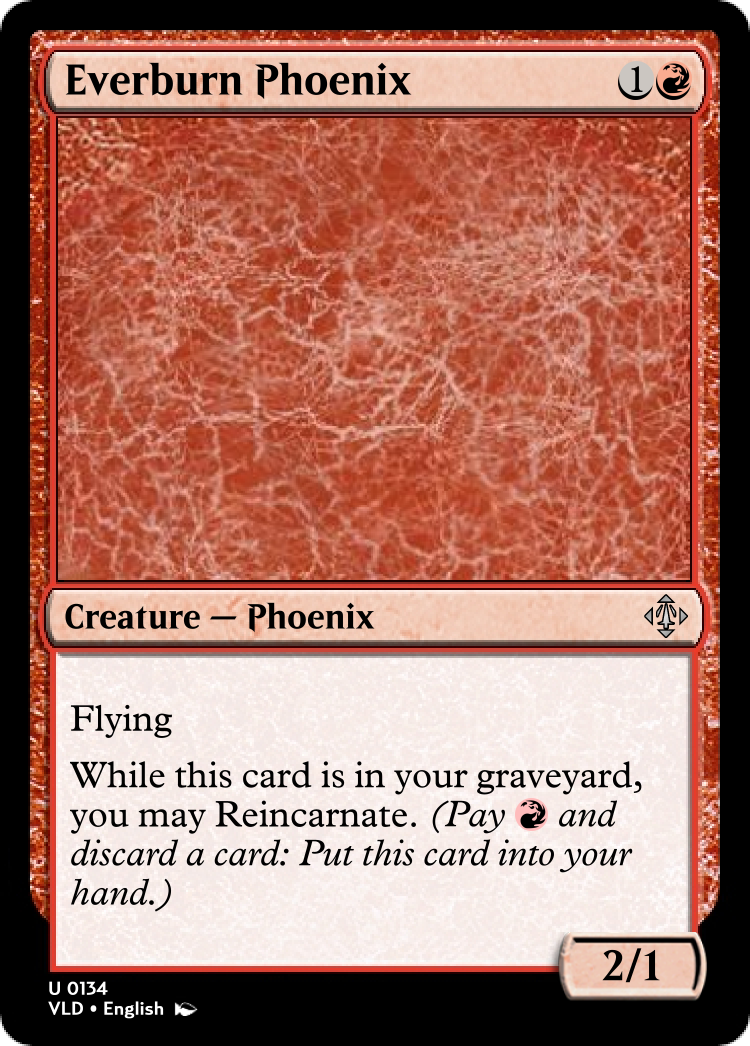 Everburn Phoenix 1
Creature — Phoenix
Flying
While this card is in your graveyard,
you may Reincarnate. (Pay and
discard a card: Put this card into your
hand.)
2/1
U 0134
VLD • English